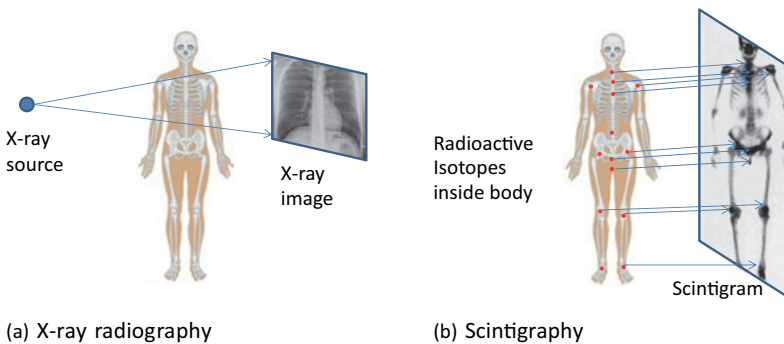 X-ray
source
X-ray
image
(a) X-ray radiography
Radioactive
Isotopes
inside body
Scintigram
(b) Scintigraphy